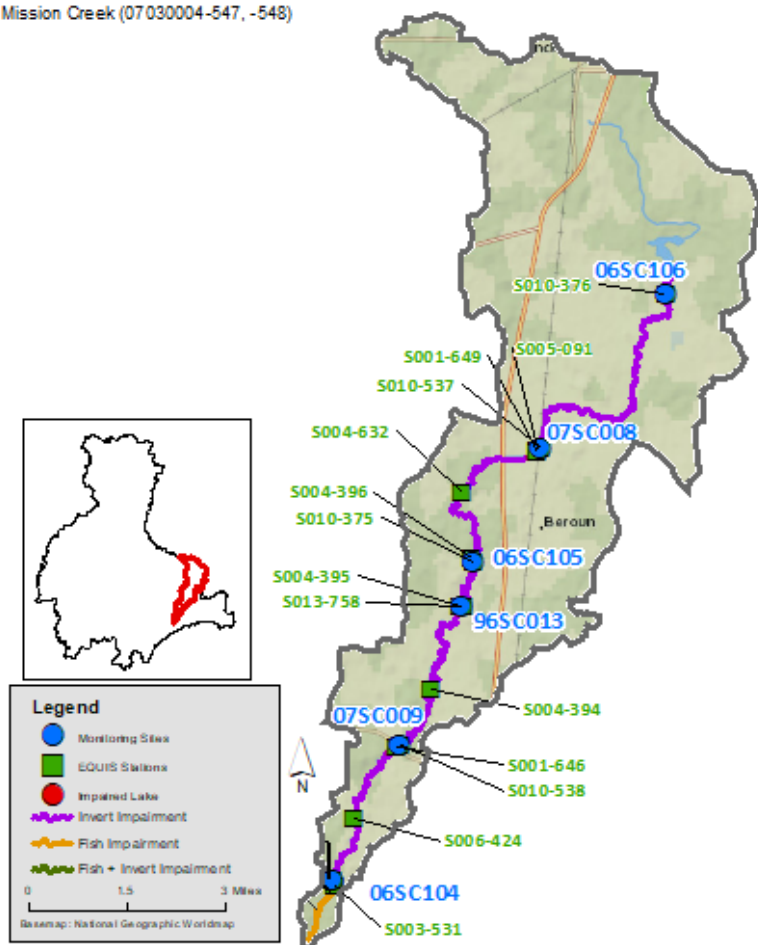 Mission Creek (07030004-547, -548)
06SC106
S010-376
S005-091
S001-649
S010-537
07SC008
S004-632
S004-396
S010-375
Beroun
06SC105
S004-395
S013-758
96SC013
S004-394
07SC009
S001-646
S010-538
N
S006-424
06SC104
S003-531
Legend
Monitoring Sites
EQUIS Stations
Impaired Lake
Invert Impairment
Fish Impairment
Fish + Invert Impairment
0 1.5 3 Miles
Basemap: National Geographic Worldmap